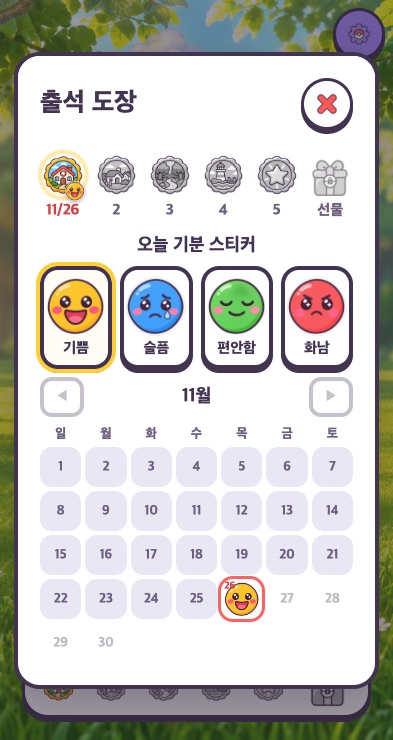 출석 도장
11/26 2 3 4 5 선물
오늘 기분 스티커
기쁨 슬픔 편안함 화남
11월
일 월 화 수 목 금 토
1 2 3 4 5 6 7
8 9 10 11 12 13 14
15 16 17 18 19 20 21
22 23 24 25 26 27 28
29 30